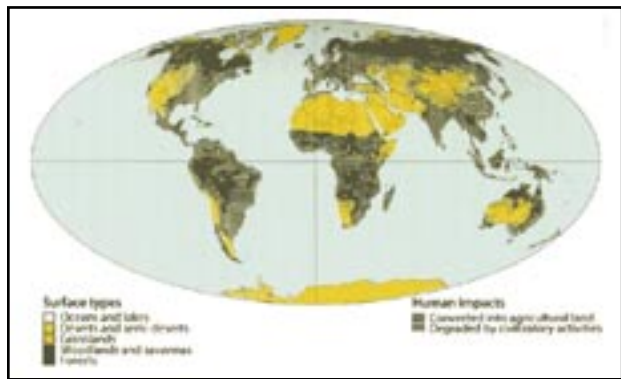 Surface types
Oceans and lakes
Deserts and semi-deserts
Grasslands
Woodlands and savannas
Forests
Human impacts
Converted into agricultural land
Degraded by civilizatory activities